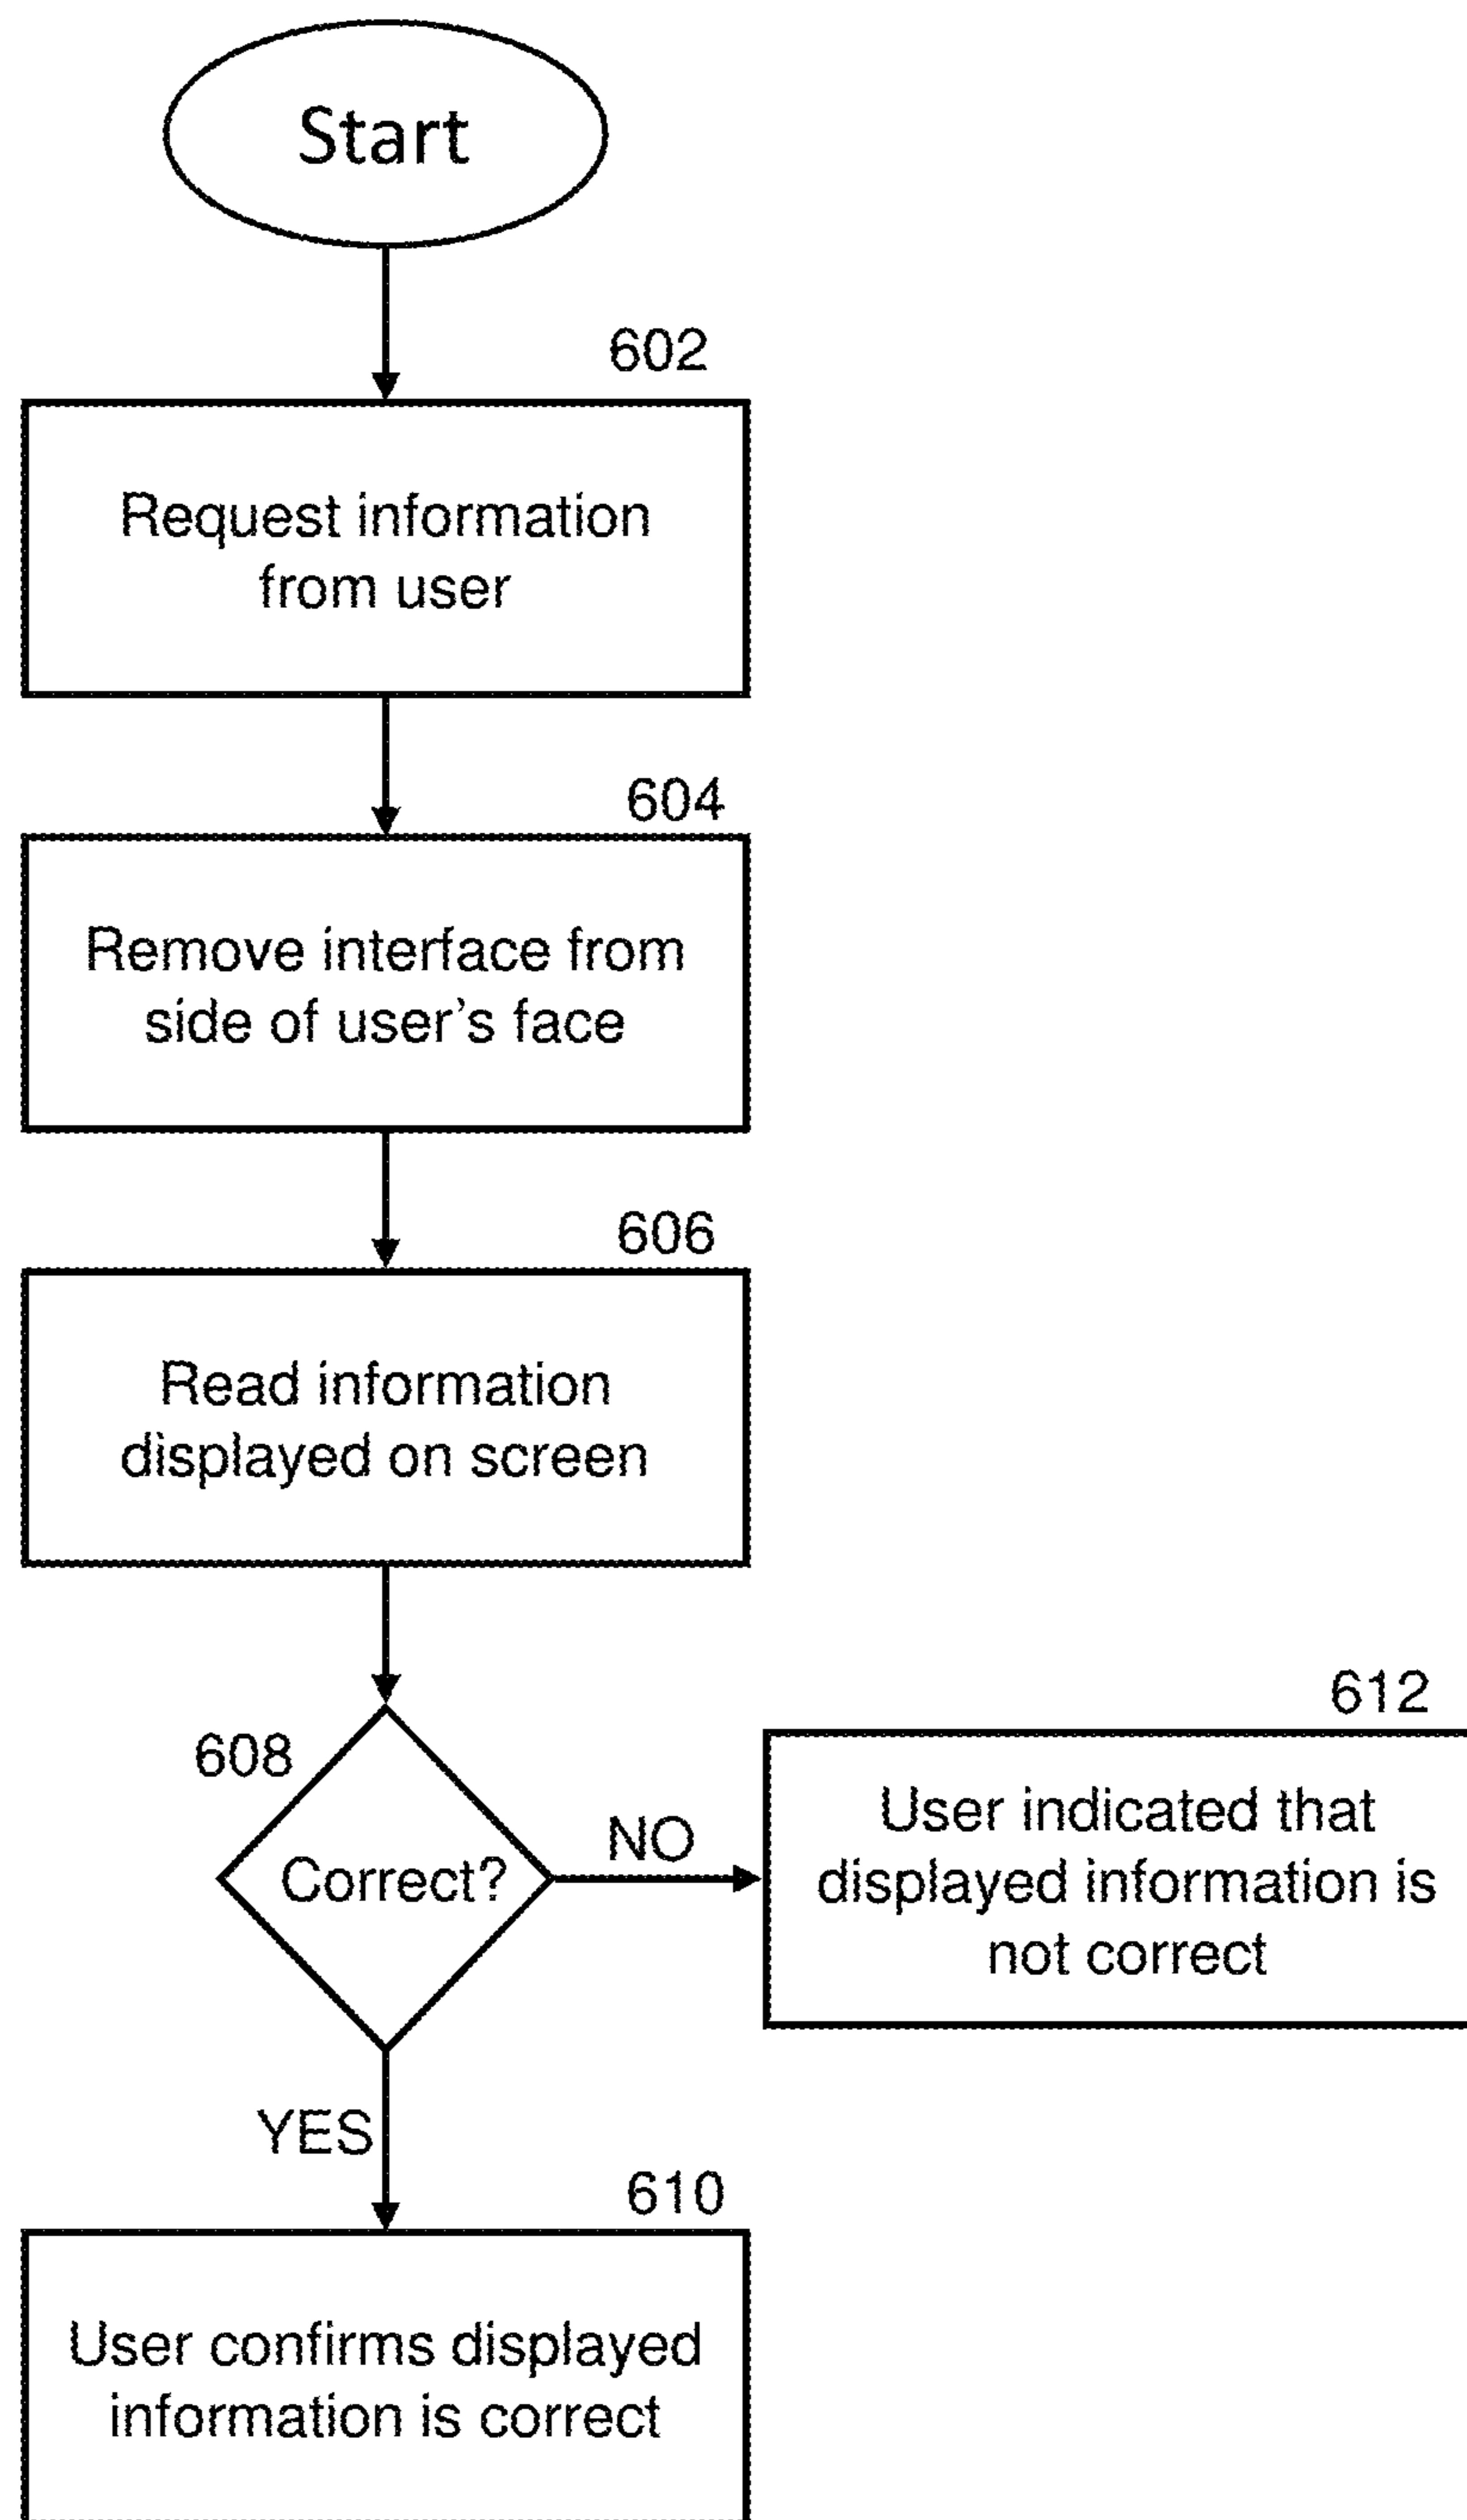 Start
602
Request information
from user
604
Remove interface from
side of user's face
606
Read information
displayed on screen
608
Correct?
NO
612
User indicated that
displayed information is
not correct
YES
610
User confirms displayed
information is correct